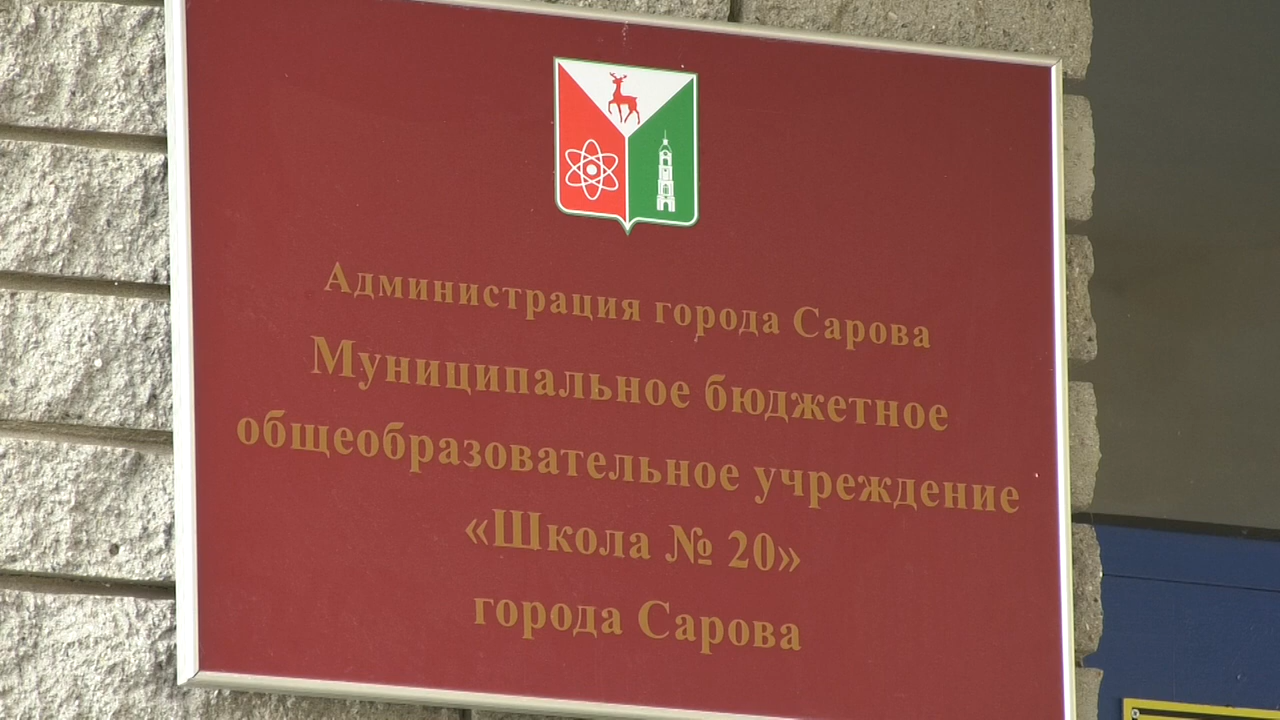 Администрация города Сарова
Муниципальное бюджетное
общеобразовательное учреждение
«Школа № 20»
города Сарова